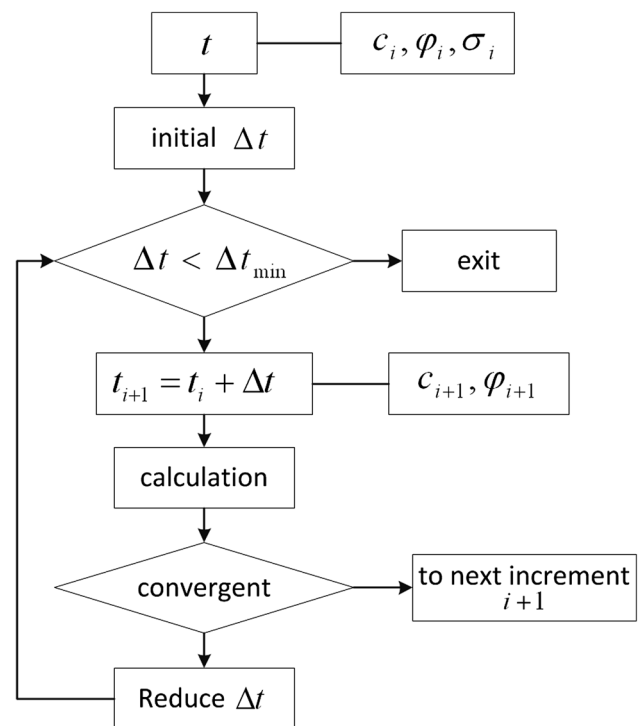 t
c_i, φ_i, σ_i
initial Δt
Δt < Δt_min
exit
t_{i+1} = t_i + Δt
c_{i+1}, φ_{i+1}
calculation
convergent
to next increment
i+1
Reduce Δt